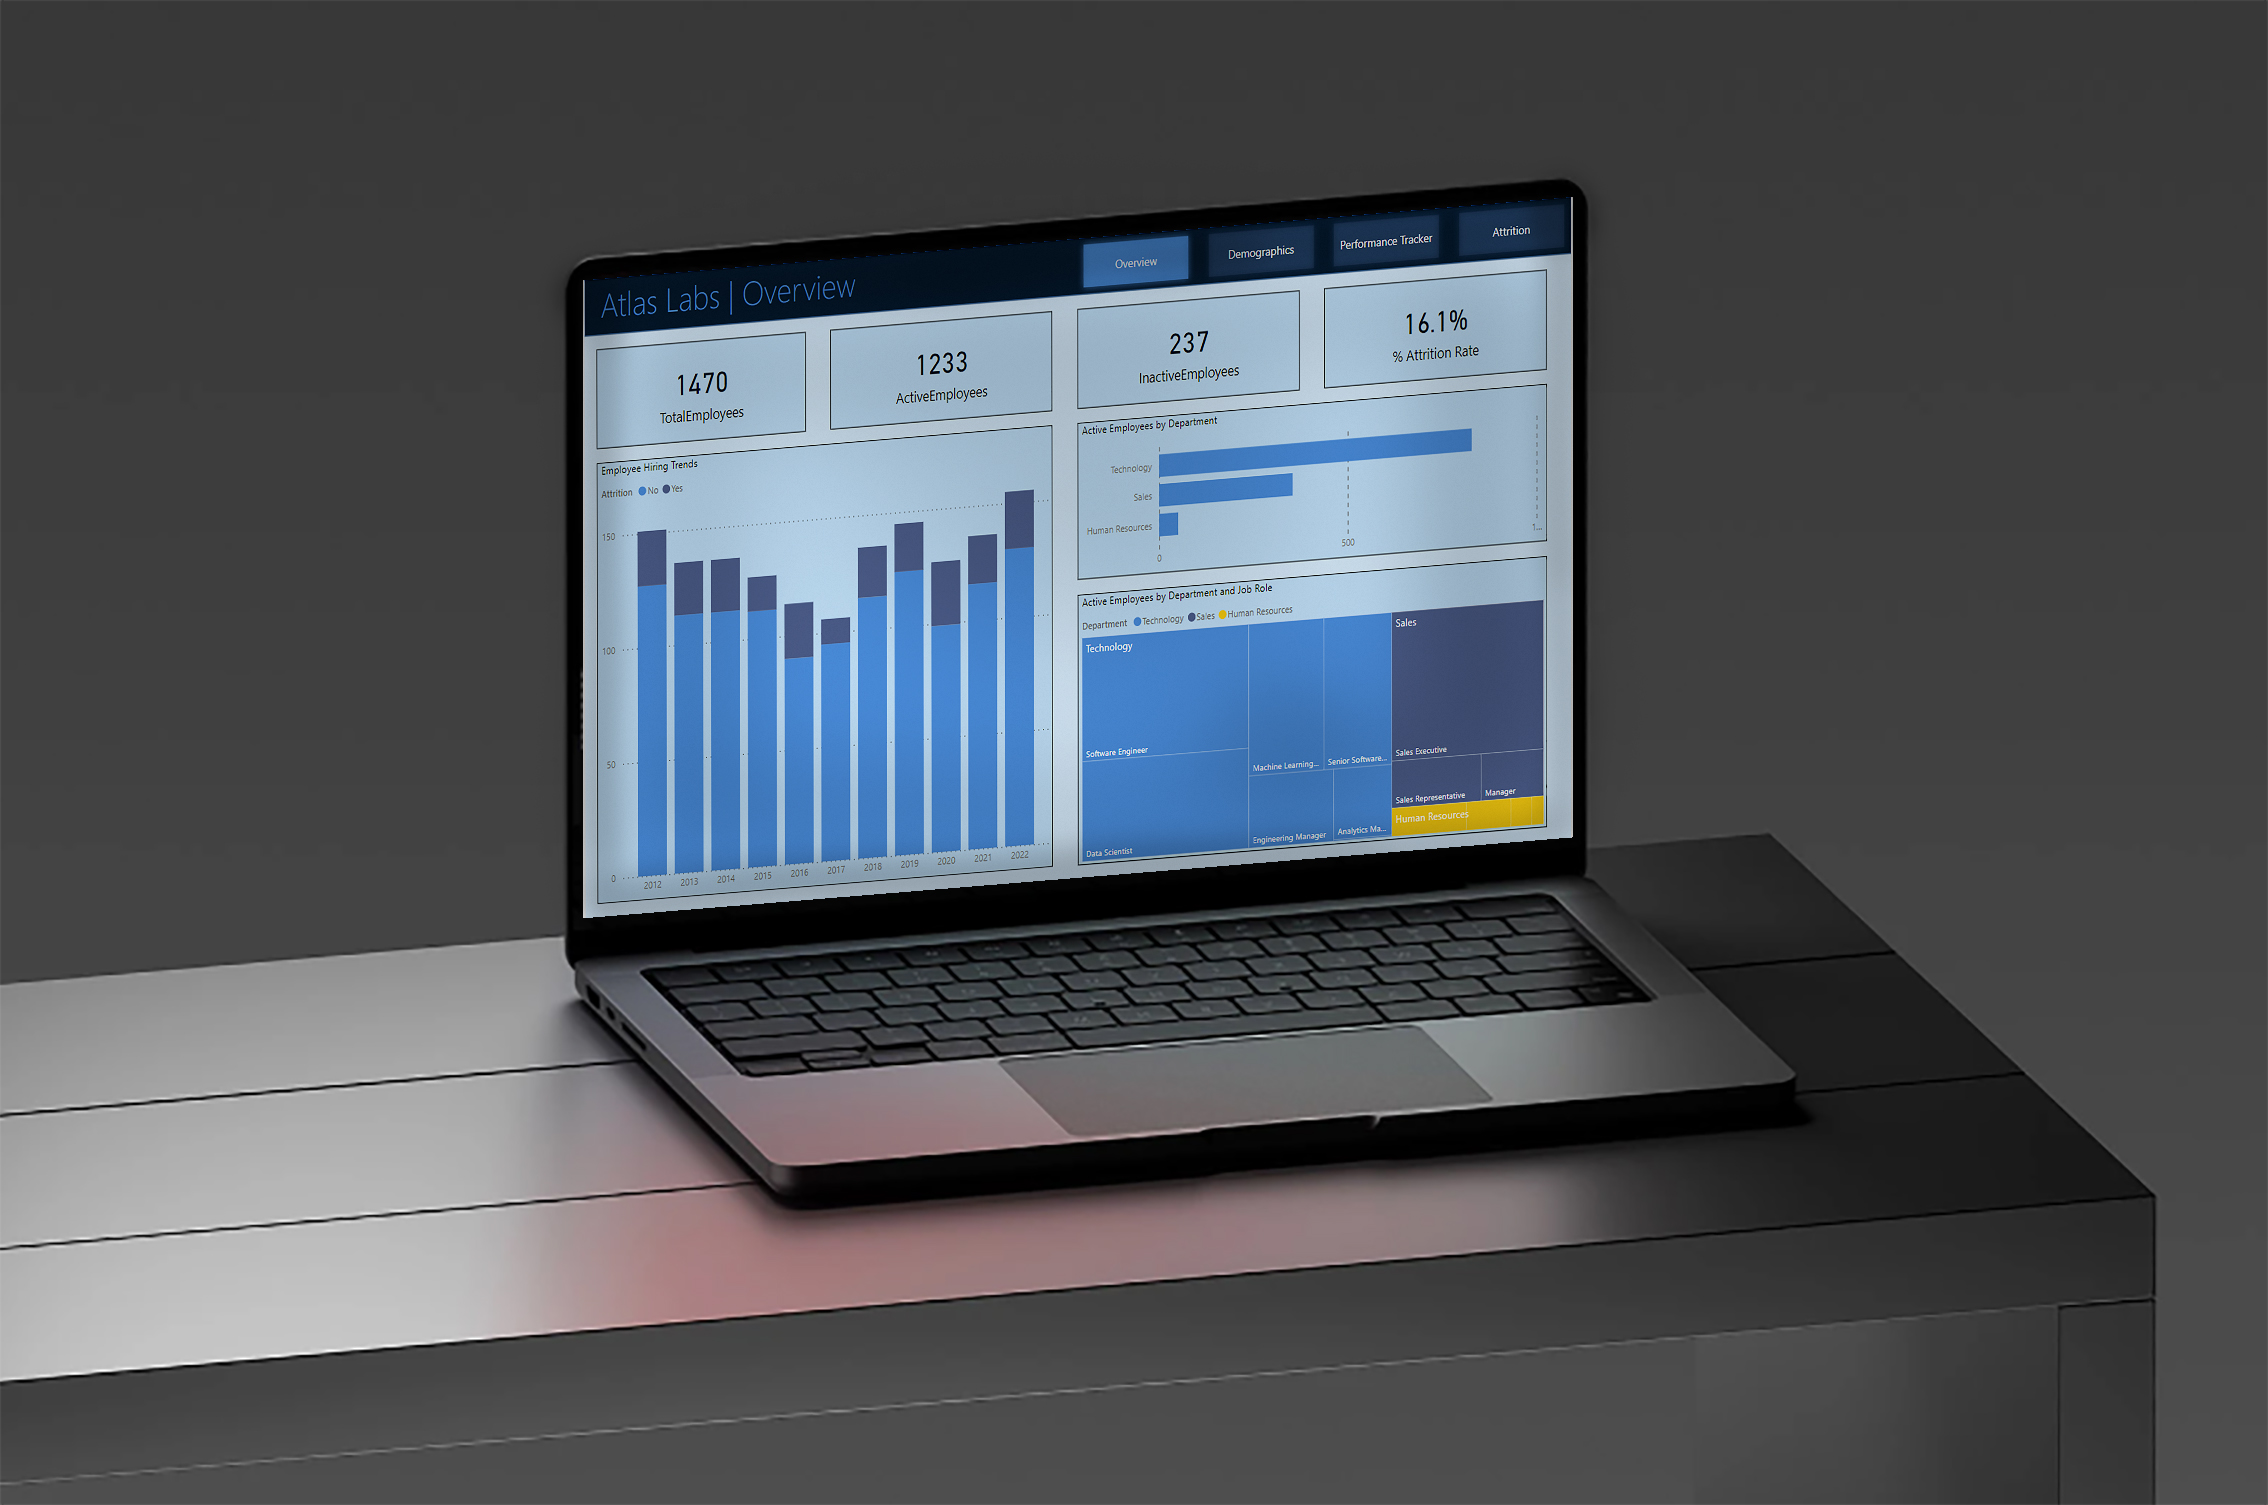 Atlas Labs | Overview
Overview
Demographics
Performance Tracker
Attrition
1470
TotalEmployees
1233
ActiveEmployees
237
InactiveEmployees
16.1%
% Attrition Rate
Employee Hiring Trends
Attrition No Yes
150
100
50
0
2012 2013 2014 2015 2016 2017 2018 2019 2020 2021 2022
Active Employees by Department
Technology
Sales
Human Resources
0 500 1...
Active Employees by Department and Job Role
Department Technology Sales Human Resources
Technology
Software Engineer
Data Scientist
Machine Learning...
Senior Software...
Engineering Manager
Analytics Ma...
Sales
Sales Executive
Sales Representative
Manager
Human Resources